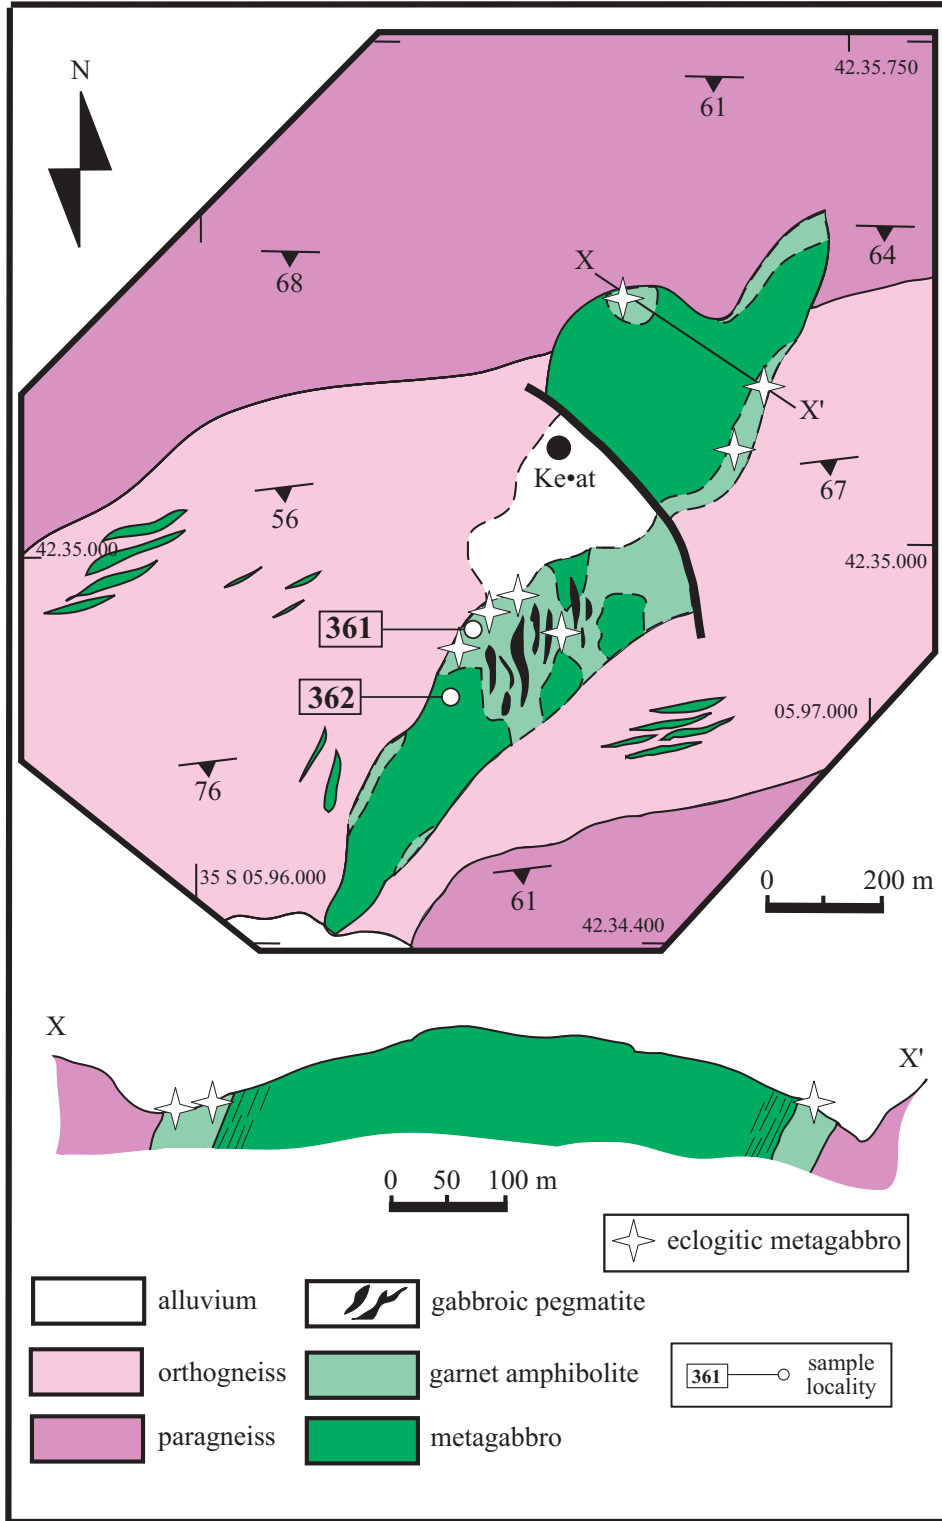 N
42.35.750
61
64
X
68
X'
Ke•at
67
56
42.35.000
42.35.000
361
362
05.97.000
76
35 S 05.96.000
61
0 200 m
42.34.400
X
X'
0 50 100 m
eclogitic metagabbro
alluvium
gabbroic pegmatite
orthogneiss
garnet amphibolite
361
sample
locality
paragneiss
metagabbro